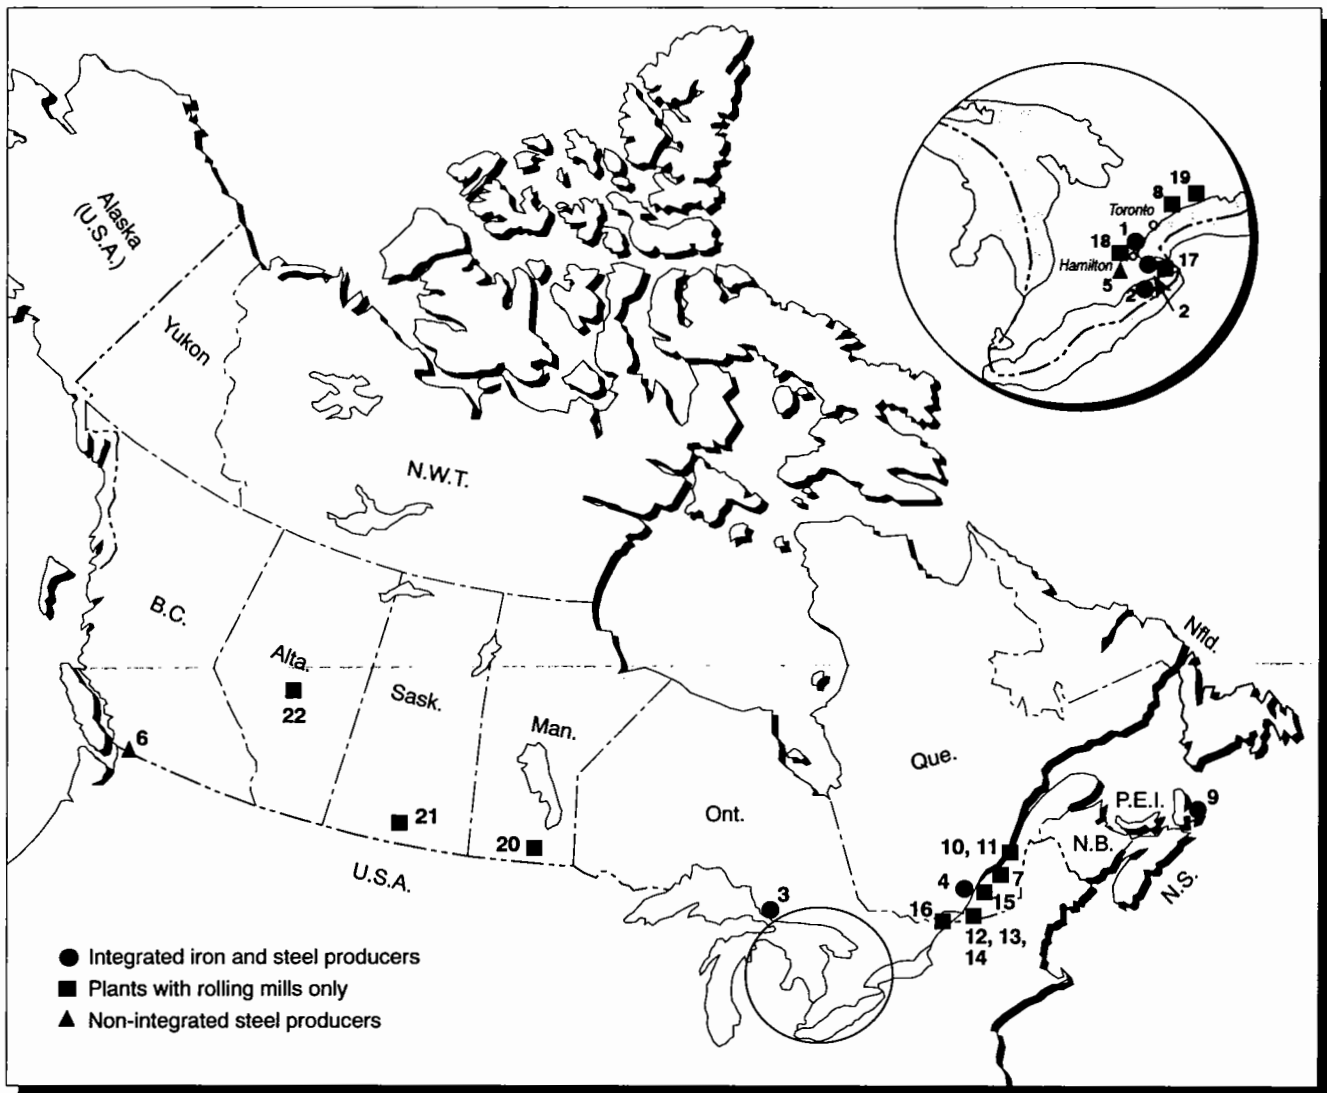 Alaska
(U.S.A.)
Yukon
N.W.T.
B.C.
Alta.
22
Sask.
Man.
6
21
20
U.S.A.
Ont.
Que.
Nfld.
P.E.I.
9
N.B.
N.S.
10, 11
7
4
15
16
12, 13,
14
3
19
8
Toronto
1
18
17
Hamilton
5
2
2
Integrated iron and steel producers
Plants with rolling mills only
Non-integrated steel producers